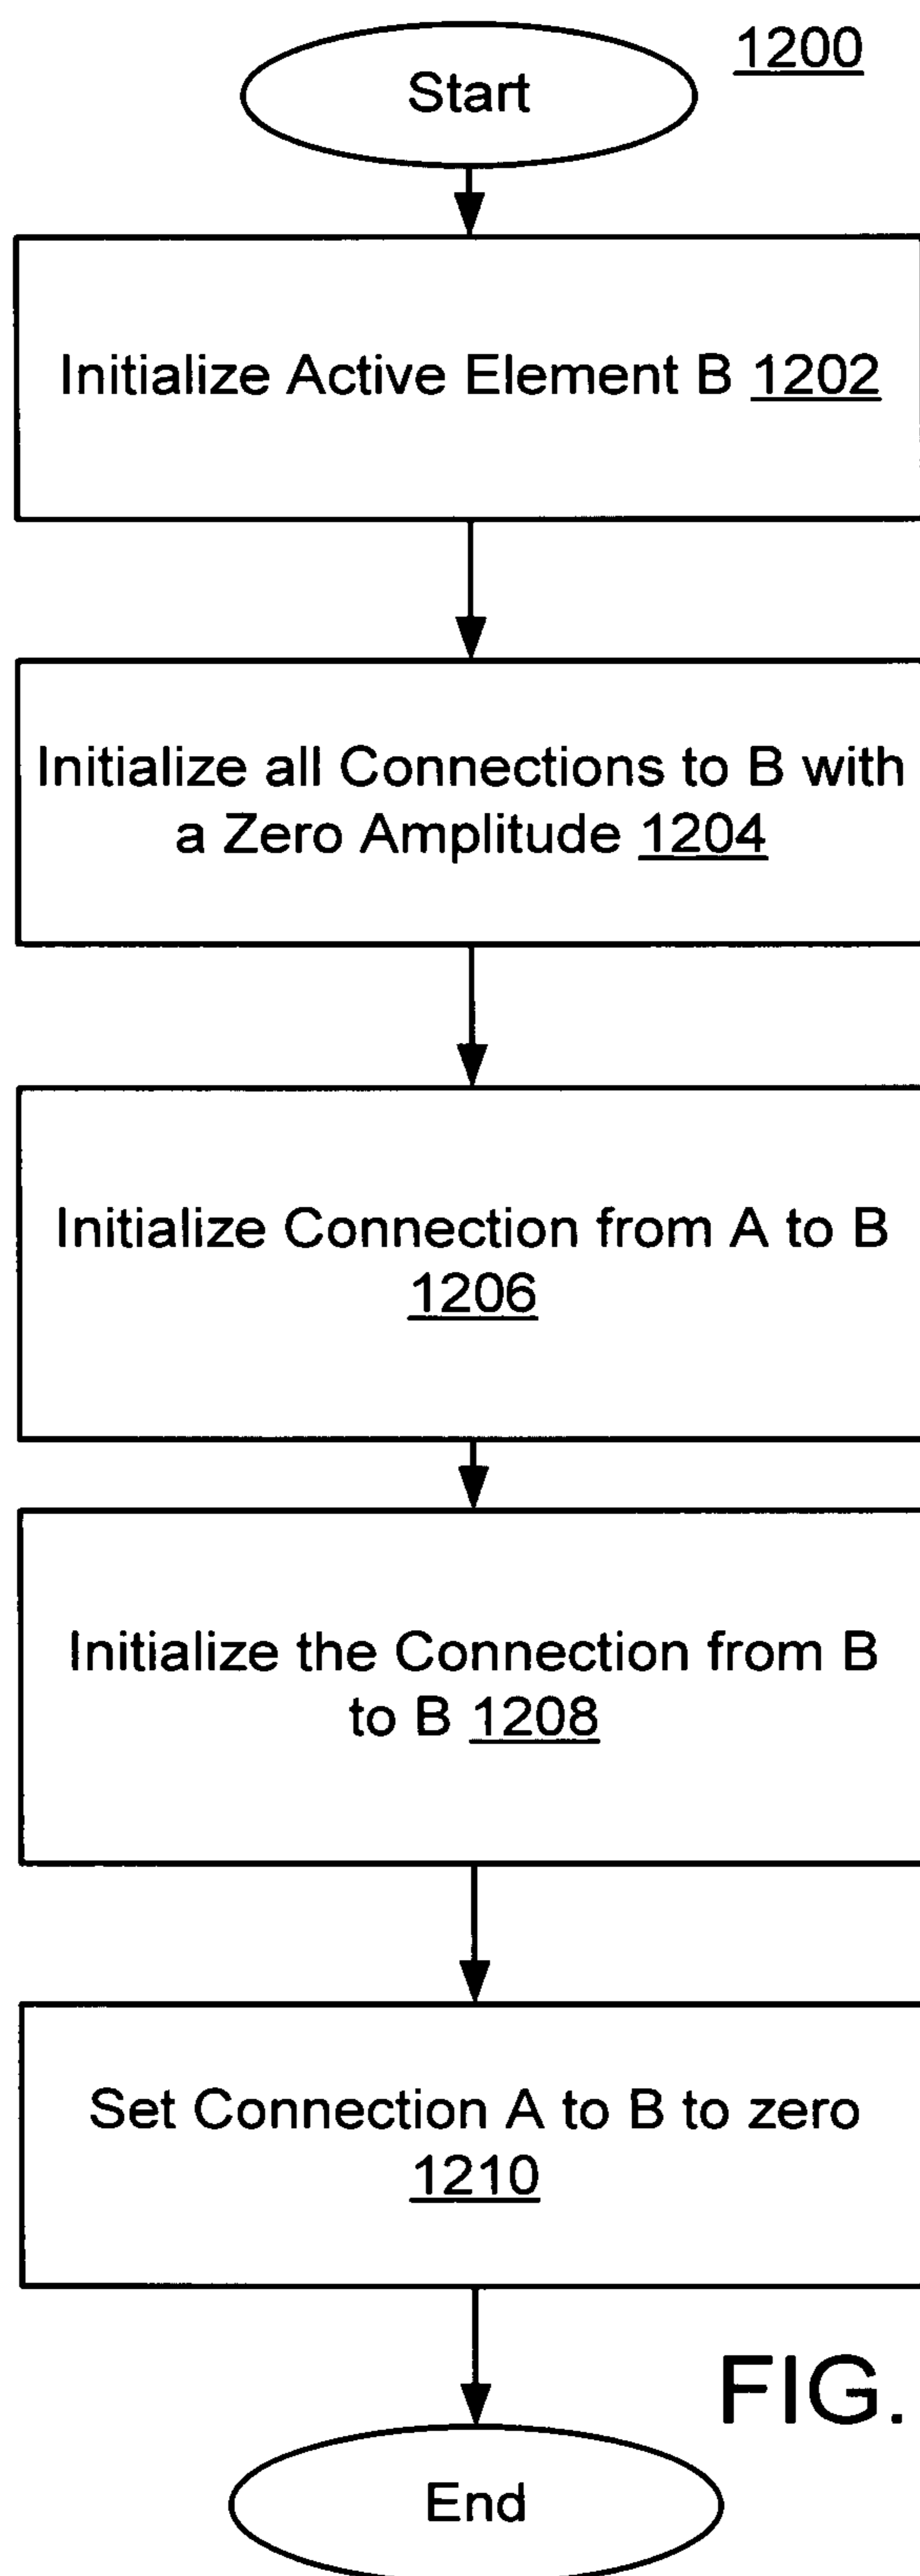 1200
Start
Initialize Active Element B 1202
Initialize all Connections to B with
a Zero Amplitude 1204
Initialize Connection from A to B
1206
Initialize the Connection from B
to B 1208
Set Connection A to B to zero
1210
FIG.
End